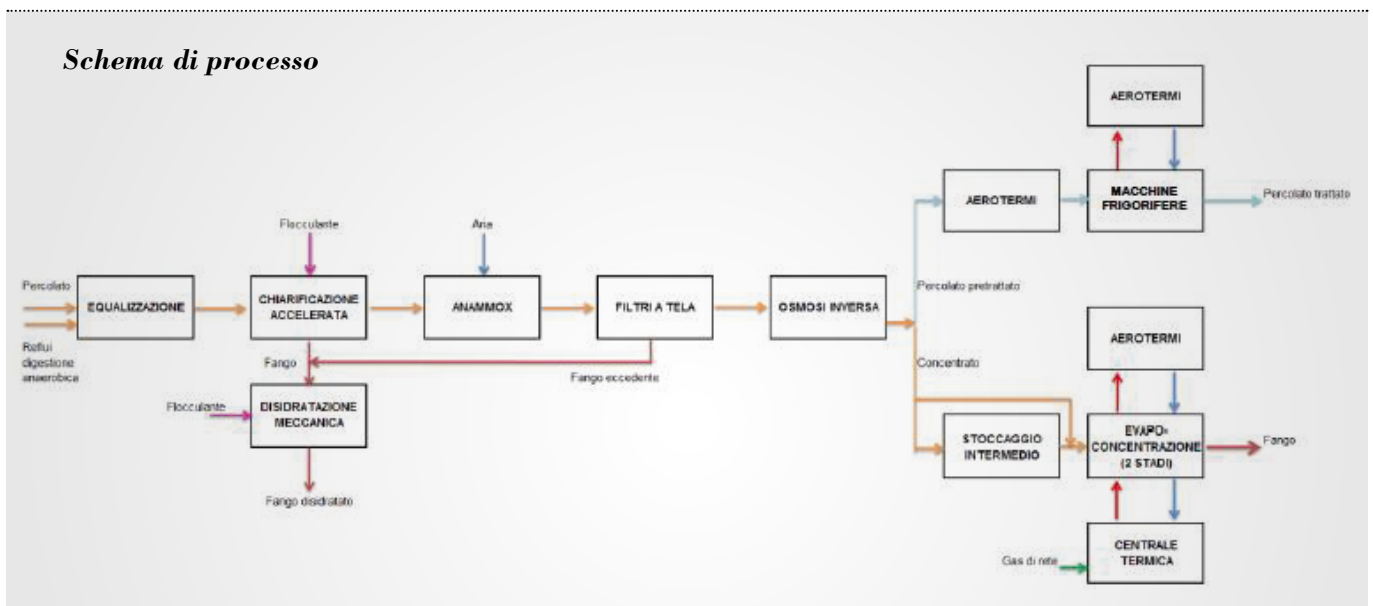 Schema di processo
AEROTERMI
AEROTERMI
MACCHINE
FRIGORIFERE
Percolato trattato
Flocculante
Aria
Percolato
EQUALIZZAZIONE
CHIARIFICAZIONE
ACCELERATA
ANAMMOX
FILTRI A TELA
OSMOSI INVERSA
Percolato pretrattato
Reflui
digestione
anaerobica
Fango
Fango eccedente
Concentrato
AEROTERMI
Flocculante
DISIDRATAZIONE
MECCANICA
STOCCAGGIO
INTERMEDIO
EVAPO-
CONCENTRAZIONE
(2 STADI)
Fango
Fango disidratato
Gas di rete
CENTRALE
TERMICA